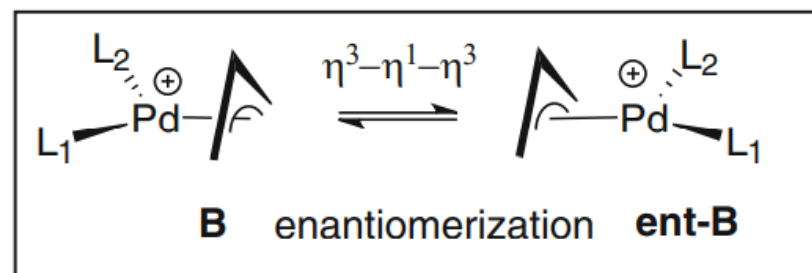 L₂ ⊕ η³–η¹–η³ ⊕ L₂
L₁ Pd Pd L₁
B enantiomerization ent-B